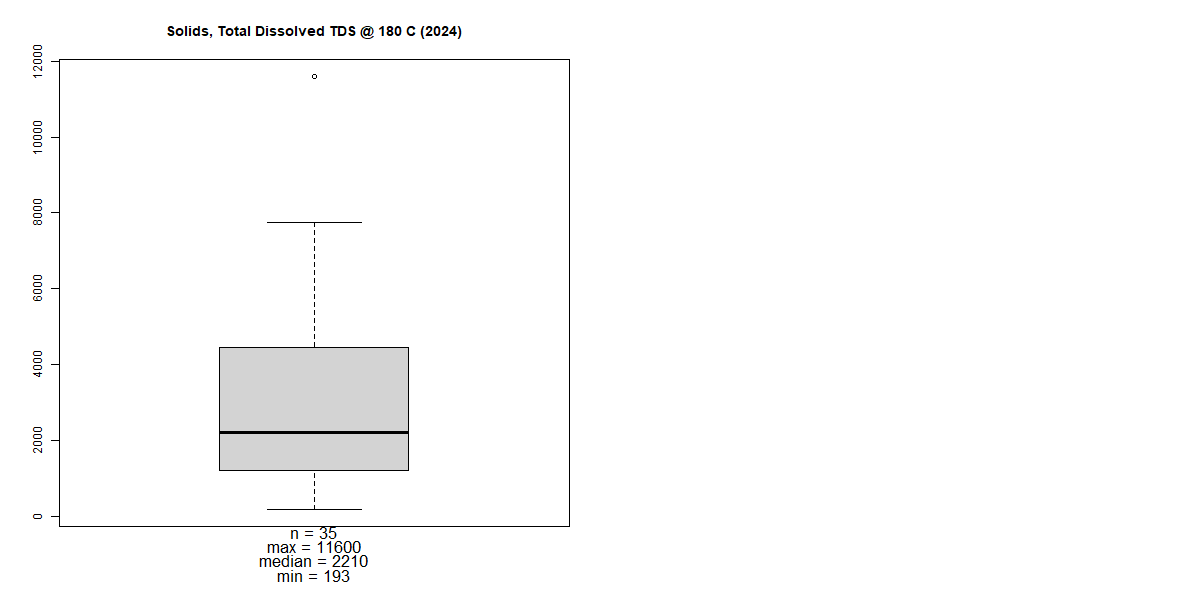 Solids, Total Dissolved TDS @ 180 C (2024)
12000
10000
8000
6000
4000
2000
0
n = 35
max = 11600
median = 2210
min = 193